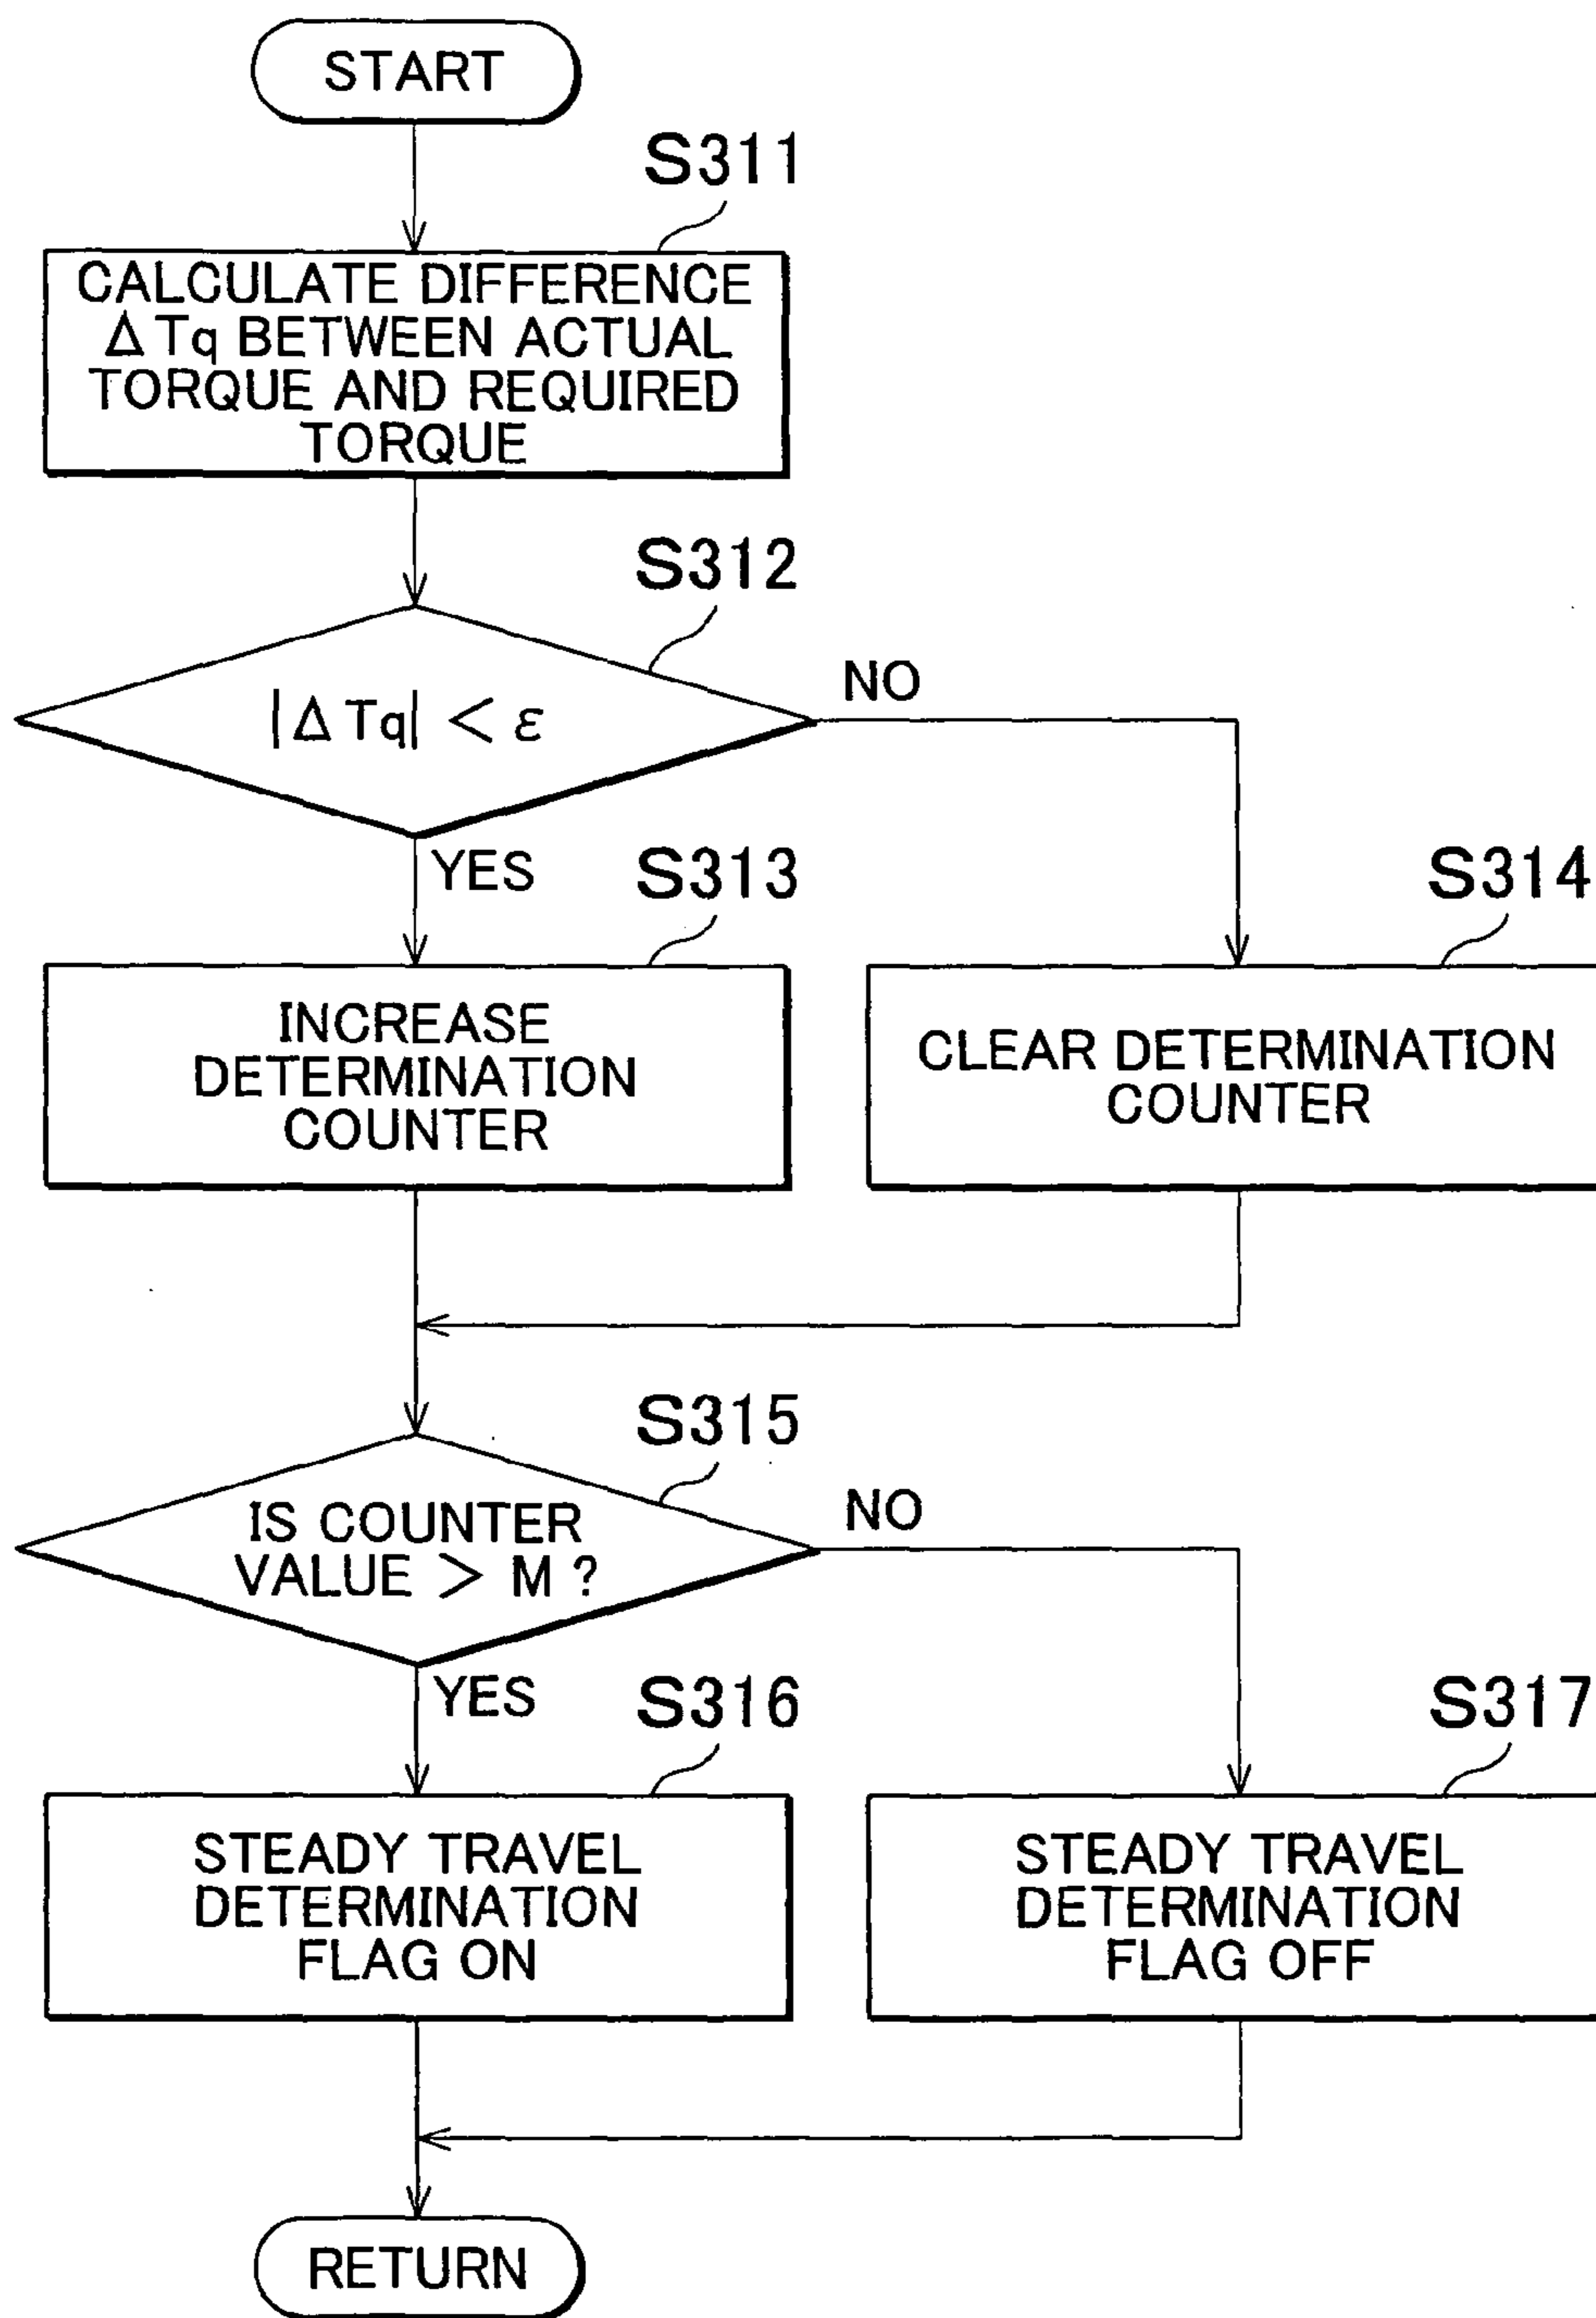 START
S311
CALCULATE DIFFERENCE
ΔTq BETWEEN ACTUAL
TORQUE AND REQUIRED
TORQUE
S312
|ΔTq| < ε
NO
YES
S313
S314
INCREASE
DETERMINATION
COUNTER
CLEAR DETERMINATION
COUNTER
S315
IS COUNTER
VALUE > M ?
NO
YES
S316
S317
STEADY TRAVEL
DETERMINATION
FLAG ON
STEADY TRAVEL
DETERMINATION
FLAG OFF
RETURN